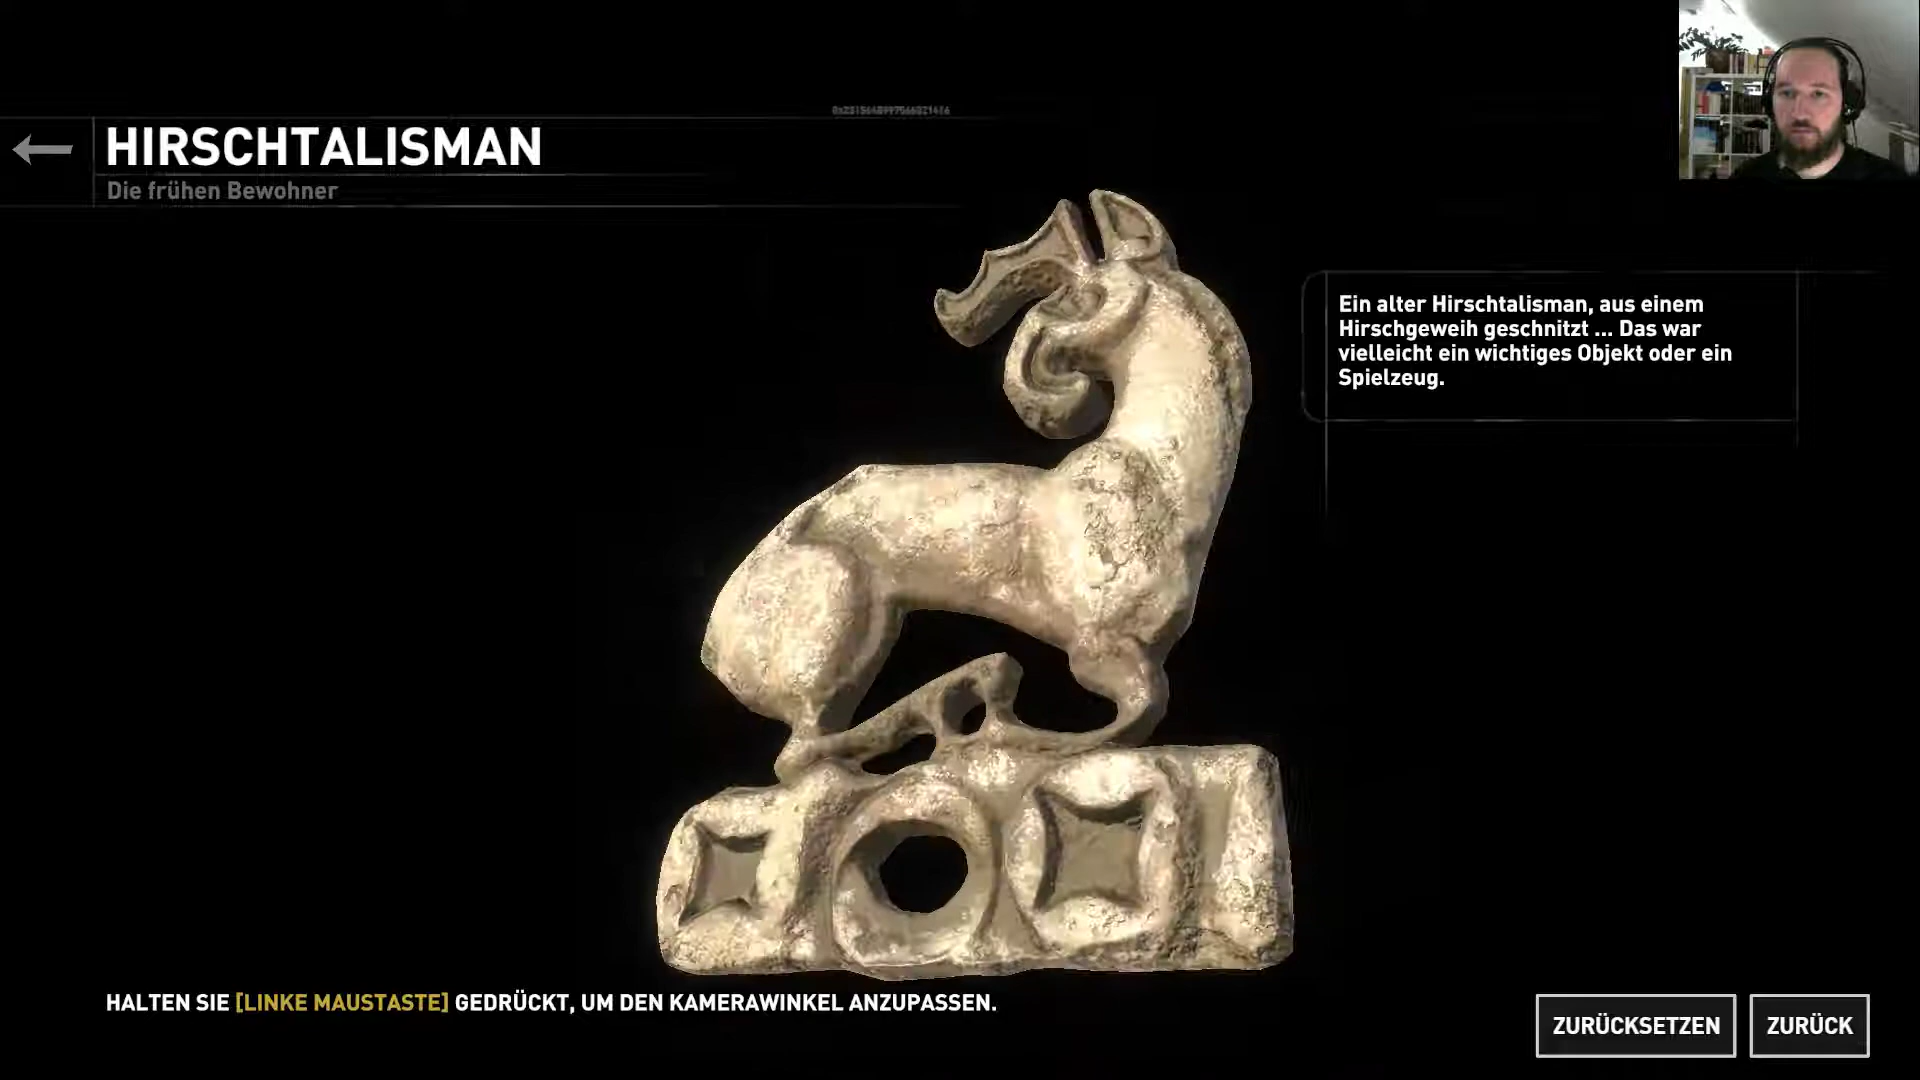 HIRSCHTALISMAN
Die frühen Bewohner
Ein alter Hirschtalisman, aus einem
Hirschgeweih geschnitzt ... Das war
vielleicht ein wichtiges Objekt oder ein
Spielzeug.
HALTEN SIE [LINKE MAUSTASTE] GEDRÜCKT, UM DEN KAMERAWINKEL ANZUPASSEN.
ZURÜCKSETZEN
ZURÜCK